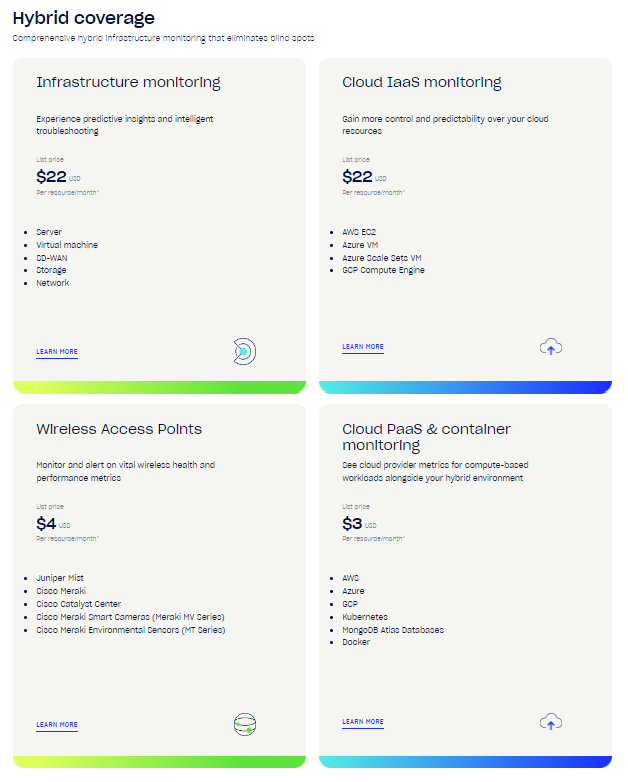 Hybrid coverage
Comprehensive hybrid infrastructure monitoring that eliminates blind spots
Infrastructure monitoring
Experience predictive insights and intelligent
troubleshooting
List price
$22 USD
Per resource/month*
Server
Virtual machine
SD-WAN
Storage
Network
LEARN MORE
Cloud IaaS monitoring
Gain more control and predictability over your cloud
resources
List price
$22 USD
Per resource/month*
AWS EC2
Azure VM
Azure Scale Sets VM
GCP Compute Engine
LEARN MORE
Wireless Access Points
Monitor and alert on vital wireless health and
performance metrics
List price
$4 USD
Per resource/month*
Juniper Mist
Cisco Meraki
Cisco Catalyst Center
Cisco Meraki Smart Cameras (Meraki MV Series)
Cisco Meraki Environmental Sensors (MT Series)
LEARN MORE
Cloud PaaS & container
monitoring
See cloud provider metrics for compute-based
workloads alongside your hybrid environment
List price
$3 USD
Per resource/month*
AWS
Azure
GCP
Kubernetes
MongoDB Atlas Databases
Docker
LEARN MORE